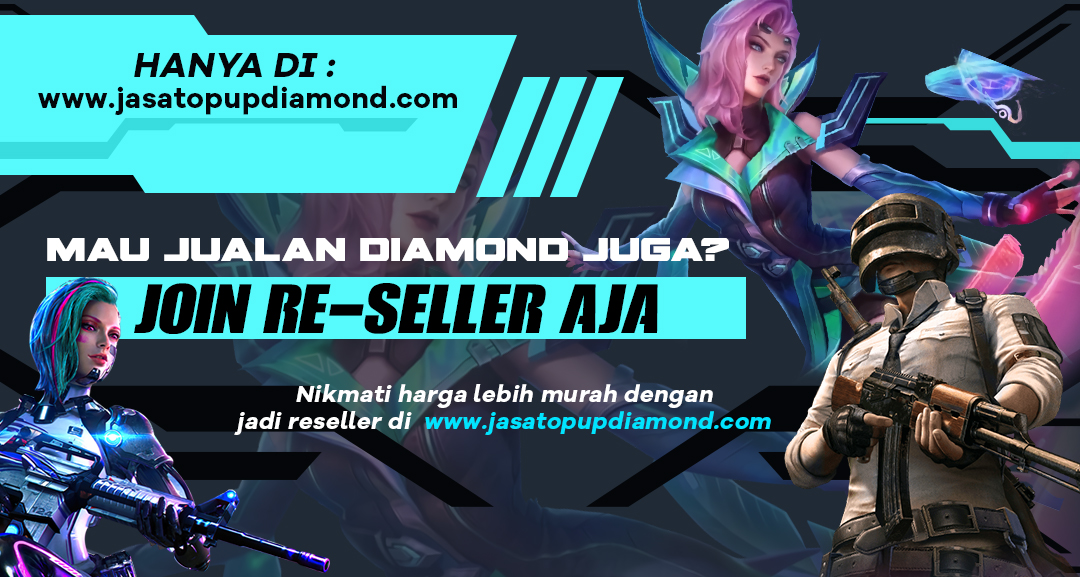 HANYA DI :
www.jasatopupdiamond.com
MAU JUALAN DIAMOND JUGA?
JOIN RE-SELLER AJA
Nikmati harga lebih murah dengan
jadi reseller di www.jasatopupdiamond.com